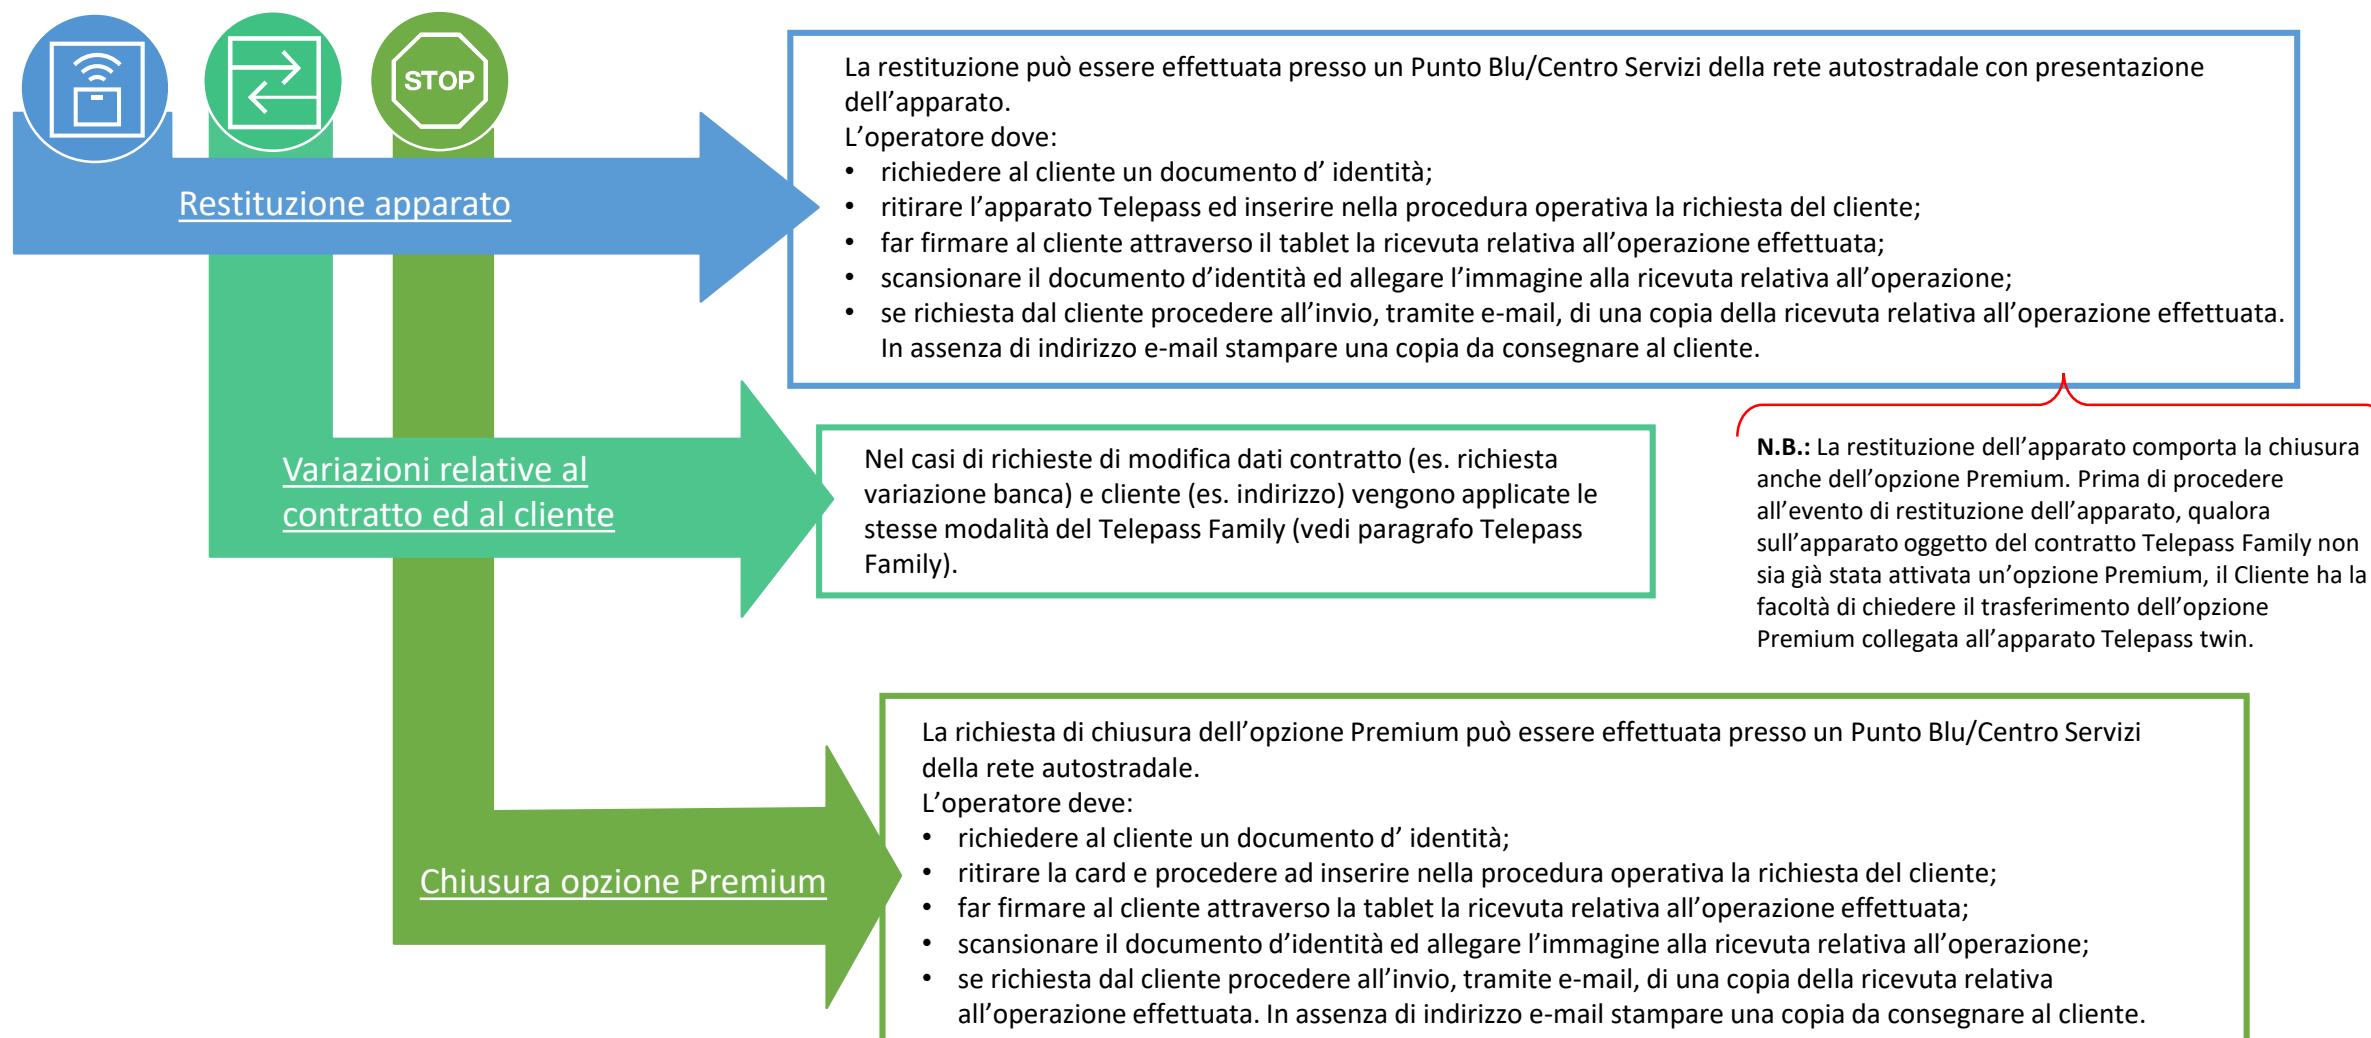 STOP
Restituzione apparato
La restituzione può essere effettuata presso un Punto Blu/Centro Servizi della rete autostradale con presentazione
dell’apparato.
L’operatore dove:
• richiedere al cliente un documento d’ identità;
• ritirare l’apparato Telepass ed inserire nella procedura operativa la richiesta del cliente;
• far firmare al cliente attraverso il tablet la ricevuta relativa all’operazione effettuata;
• scansionare il documento d’identità ed allegare l’immagine alla ricevuta relativa all’operazione;
• se richiesta dal cliente procedere all’invio, tramite e-mail, di una copia della ricevuta relativa all’operazione effettuata.
In assenza di indirizzo e-mail stampare una copia da consegnare al cliente.
N.B.: La restituzione dell’apparato comporta la chiusura
anche dell’opzione Premium. Prima di procedere
all’evento di restituzione dell’apparato, qualora
sull’apparato oggetto del contratto Telepass Family non
sia già stata attivata un’opzione Premium, il Cliente ha la
facoltà di chiedere il trasferimento dell’opzione
Premium collegata all’apparato Telepass twin.
Variazioni relative al
contratto ed al cliente
Nel casi di richieste di modifica dati contratto (es. richiesta
variazione banca) e cliente (es. indirizzo) vengono applicate le
stesse modalità del Telepass Family (vedi paragrafo Telepass
Family).
Chiusura opzione Premium
La richiesta di chiusura dell’opzione Premium può essere effettuata presso un Punto Blu/Centro Servizi
della rete autostradale.
L’operatore deve:
• richiedere al cliente un documento d’ identità;
• ritirare la card e procedere ad inserire nella procedura operativa la richiesta del cliente;
• far firmare al cliente attraverso la tablet la ricevuta relativa all’operazione effettuata;
• scansionare il documento d’identità ed allegare l’immagine alla ricevuta relativa all’operazione;
• se richiesta dal cliente procedere all’invio, tramite e-mail, di una copia della ricevuta relativa
all’operazione effettuata. In assenza di indirizzo e-mail stampare una copia da consegnare al cliente.